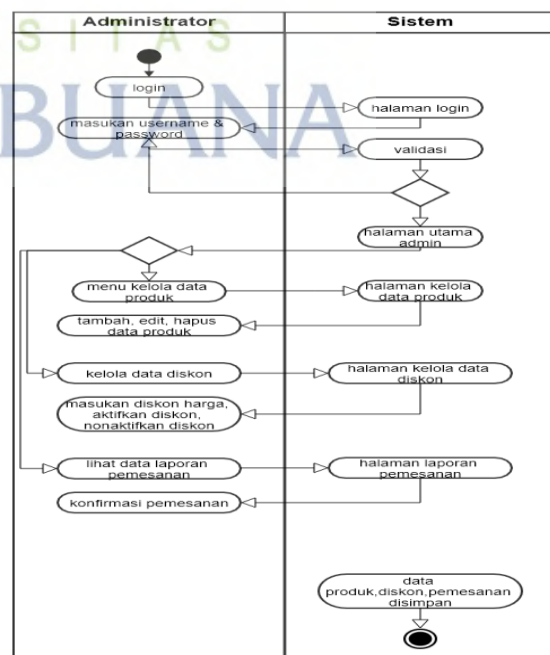 Administrator
Sistem
SITAS
BUANA
login
halaman login
masukan username &
password
validasi
halaman utama
admin
menu kelola data
produk
halaman kelola
data produk
tambah, edit, hapus
data produk
kelola data diskon
halaman kelola data
diskon
masukan diskon harga,
aktifkan diskon,
nonaktifkan diskon
lihat data laporan
pemesanan
halaman laporan
pemesanan
konfirmasi pemesanan
data
produk,diskon,pemesanan
disimpan